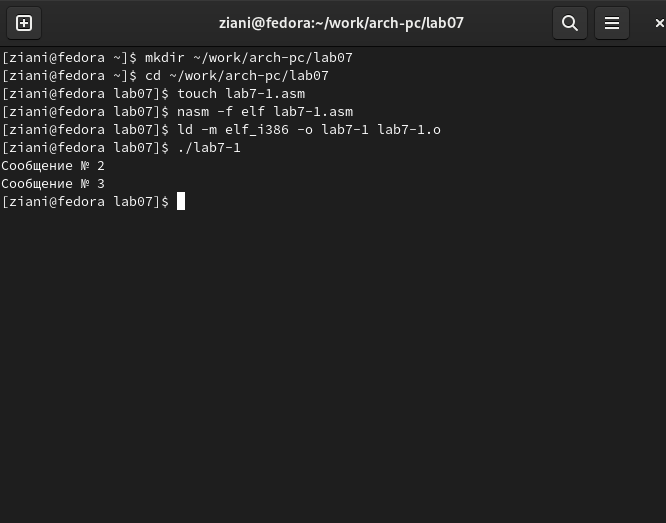 ziani@fedora:~/work/arch-pc/lab07
[ziani@fedora ~]$ mkdir ~/work/arch-pc/lab07
[ziani@fedora ~]$ cd ~/work/arch-pc/lab07
[ziani@fedora lab07]$ touch lab7-1.asm
[ziani@fedora lab07]$ nasm -f elf lab7-1.asm
[ziani@fedora lab07]$ ld -m elf_i386 -o lab7-1 lab7-1.o
[ziani@fedora lab07]$ ./lab7-1
Сообщение № 2
Сообщение № 3
[ziani@fedora lab07]$